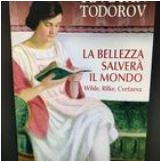 TODOROV
LA BELLEZZA
SALVERÀ
IL MONDO
Wilde, Rilke, Cvetaeva